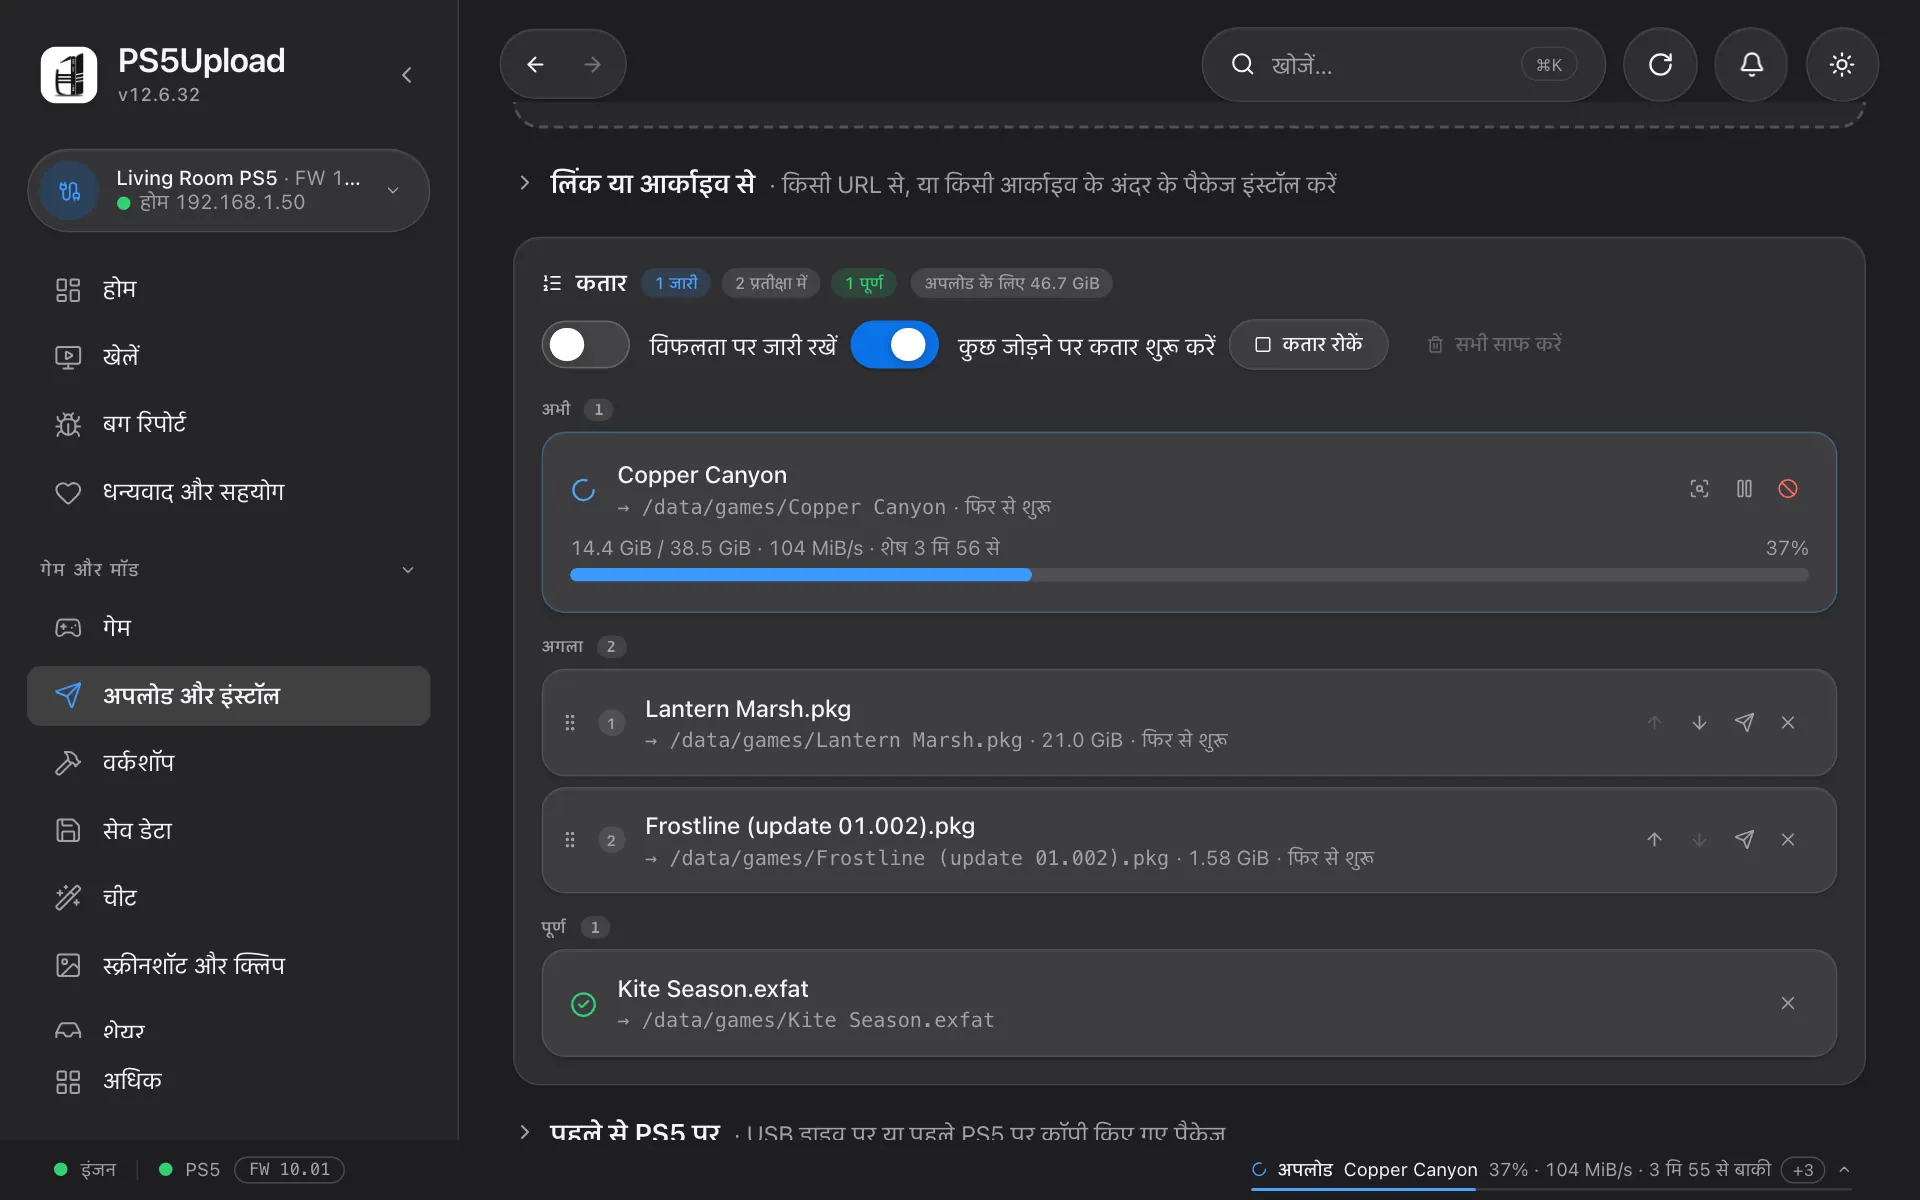 PS5Upload
v12.6.32
Living Room PS5 · FW 1...
होम 192.168.1.50
होम
खेलें
बग रिपोर्ट
धन्यवाद और सहयोग
गेम और मॉड
गेम
अपलोड और इंस्टॉल
वर्कशॉप
सेव डेटा
चीट
स्क्रीनशॉट और क्लिप
शेयर
अधिक
खोजें... ⌘K
लिंक या आर्काइव से · किसी URL से, या किसी आर्काइव के अंदर के पैकेज इंस्टॉल करें
कतार 1 जारी 2 प्रतीक्षा में 1 पूर्ण अपलोड के लिए 46.7 GiB
विफलता पर जारी रखें कुछ जोड़ने पर कतार शुरू करें कतार रोकें सभी साफ करें
अभी 1
Copper Canyon
→ /data/games/Copper Canyon · फिर से शुरू
14.4 GiB / 38.5 GiB · 104 MiB/s · शेष 3 मि 56 से 37%
अगला 2
1 Lantern Marsh.pkg
→ /data/games/Lantern Marsh.pkg · 21.0 GiB · फिर से शुरू
2 Frostline (update 01.002).pkg
→ /data/games/Frostline (update 01.002).pkg · 1.58 GiB · फिर से शुरू
पूर्ण 1
Kite Season.exfat
→ /data/games/Kite Season.exfat
पहले से PS5 पर · USB ड्राइव पर या पहले PS5 पर कॉपी किए गए पैकेज
इंजन PS5 FW 10.01
अपलोड Copper Canyon 37% · 104 MiB/s · 3 मि 55 से बाकी +3